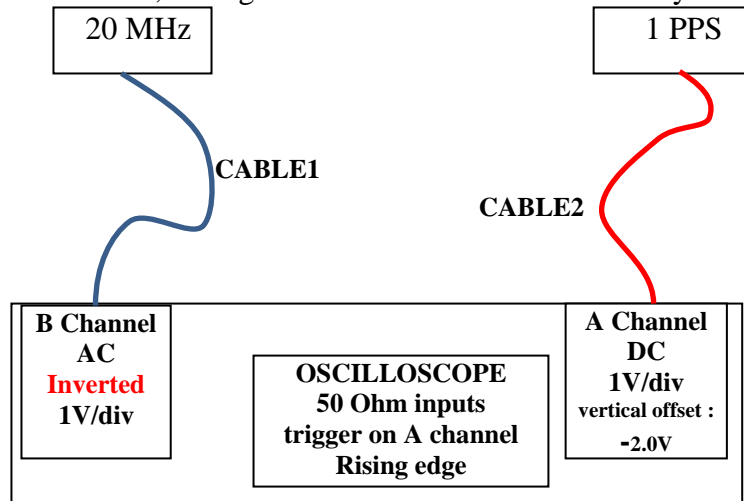 20 MHz
1 PPS
CABLE1
CABLE2
B Channel
AC
Inverted
1V/div
OSCILLOSCOPE
50 Ohm inputs
trigger on A channel
Rising edge
A Channel
DC
1V/div
vertical offset :
-2.0V